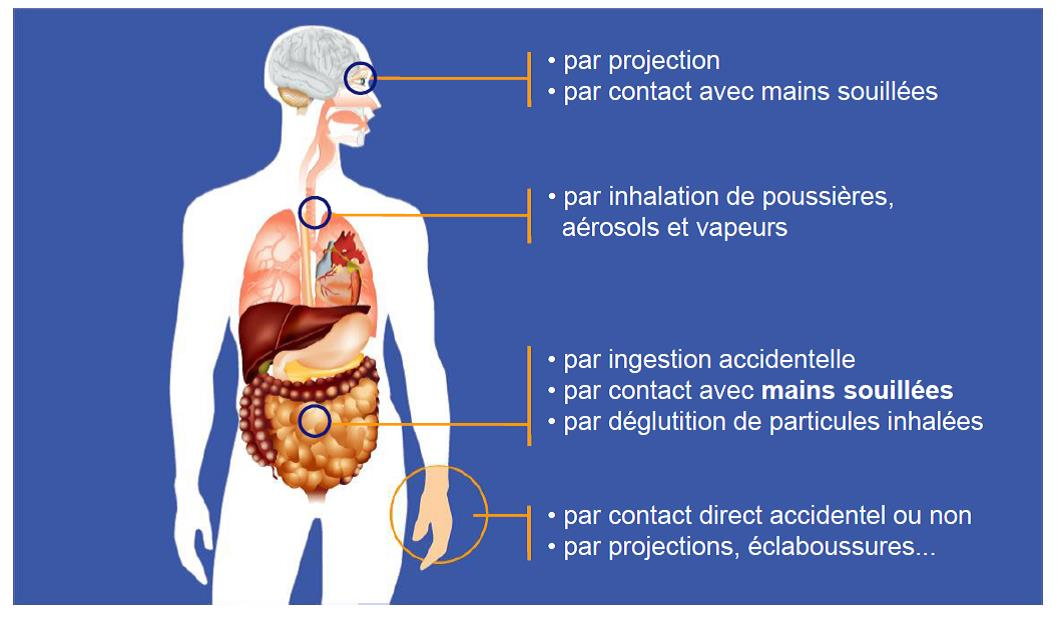 • par projection
• par contact avec mains souillées
• par inhalation de poussières,
aérosols et vapeurs
• par ingestion accidentelle
• par contact avec mains souillées
• par déglutition de particules inhalées
• par contact direct accidentel ou non
• par projections, éclaboussures...